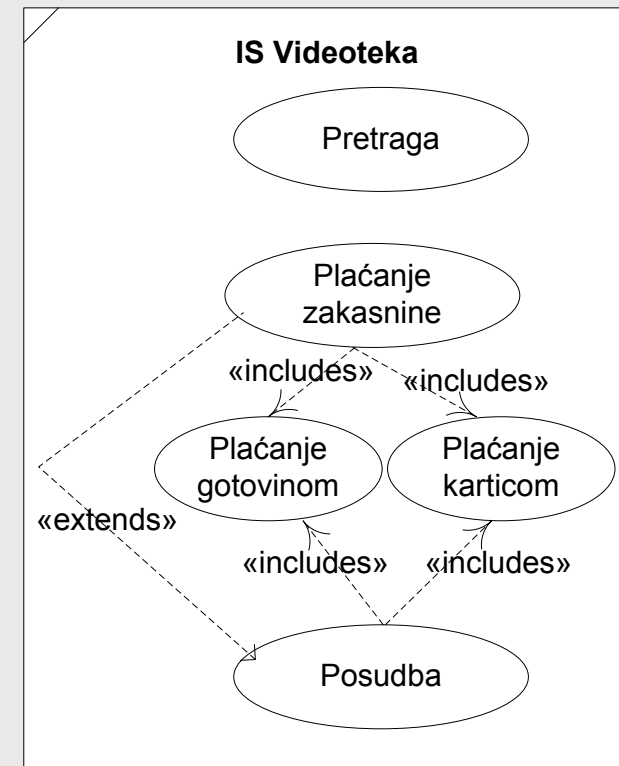 IS Videoteka
Pretraga
Plaćanje
zakasnine
«includes»
«includes»
Plaćanje
gotovinom
Plaćanje
karticom
«extends»
«includes»
«includes»
Posudba